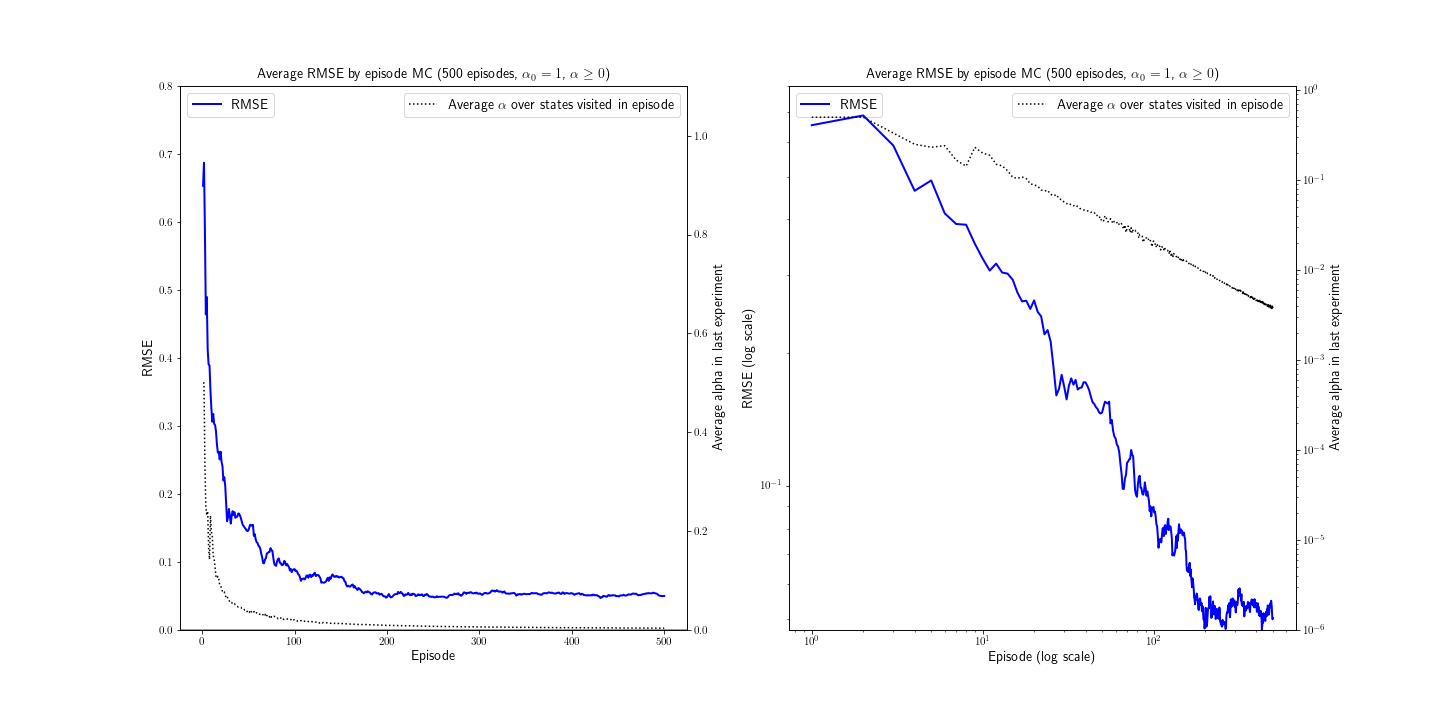 Average RMSE by episode MC (500 episodes, α₀ = 1, α ≥ 0)
RMSE
Average α over states visited in episode
0.8
0.7
0.6
0.5
0.4
0.3
0.2
0.1
0.0
RMSE
1.0
0.8
0.6
0.4
0.2
0.0
Average alpha in last experiment
0
100
200
300
400
500
Episode
Average RMSE by episode MC (500 episodes, α₀ = 1, α ≥ 0)
RMSE
Average α over states visited in episode
10⁻¹
RMSE (log scale)
10⁰
10⁻¹
10⁻²
10⁻³
10⁻⁴
10⁻⁵
10⁻⁶
Average alpha in last experiment
10⁰
10¹
10²
Episode (log scale)